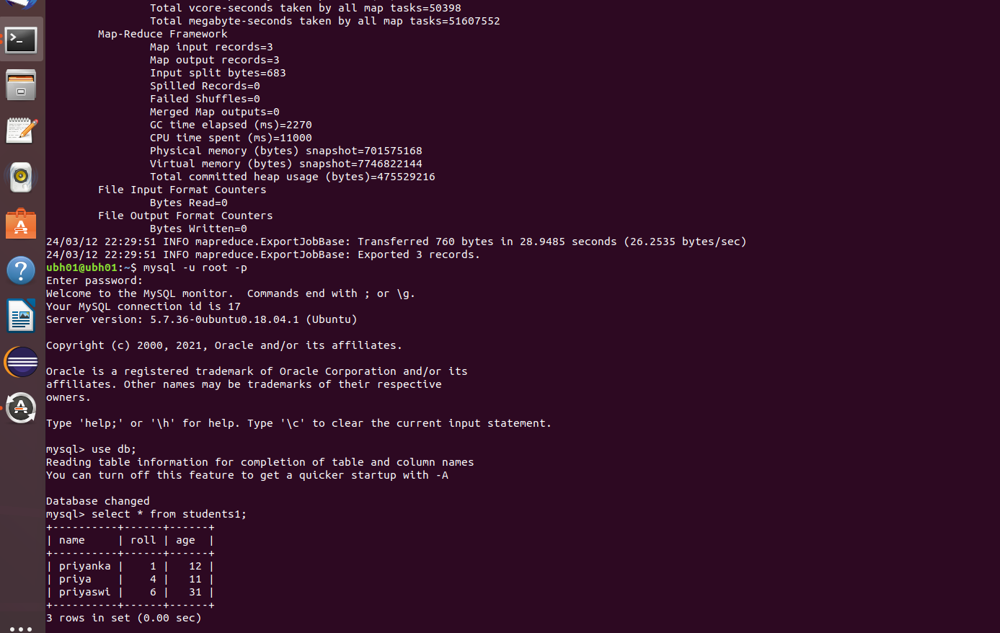 Total vcore-seconds taken by all map tasks=50398
Total megabyte-seconds taken by all map tasks=51607552
Map-Reduce Framework
Map input records=3
Map output records=3
Input split bytes=683
Spilled Records=0
Failed Shuffles=0
Merged Map outputs=0
GC time elapsed (ms)=2270
CPU time spent (ms)=11000
Physical memory (bytes) snapshot=701575168
Virtual memory (bytes) snapshot=7746822144
Total committed heap usage (bytes)=475529216
File Input Format Counters
Bytes Read=0
File Output Format Counters
Bytes Written=0
24/03/12 22:29:51 INFO mapreduce.ExportJobBase: Transferred 760 bytes in 28.9485 seconds (26.2535 bytes/sec)
24/03/12 22:29:51 INFO mapreduce.ExportJobBase: Exported 3 records.
ubh01@ubh01:~$ mysql -u root -p
Enter password:
Welcome to the MySQL monitor.  Commands end with ; or \g.
Your MySQL connection id is 17
Server version: 5.7.36-0ubuntu0.18.04.1 (Ubuntu)
Copyright (c) 2000, 2021, Oracle and/or its affiliates.
Oracle is a registered trademark of Oracle Corporation and/or its
affiliates. Other names may be trademarks of their respective
owners.
Type 'help;' or '\h' for help. Type '\c' to clear the current input statement.
mysql> use db;
Reading table information for completion of table and column names
You can turn off this feature to get a quicker startup with -A
Database changed
mysql> select * from students1;
+----------+------+------+
| name     | roll | age  |
+----------+------+------+
| priyanka |    1 |   12 |
| priya    |    4 |   11 |
| priyaswi |    6 |   31 |
+----------+------+------+
3 rows in set (0.00 sec)